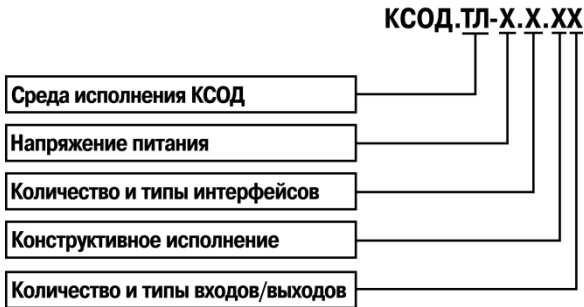 КСОД.ТЛ-Х.Х.ХХ
Среда исполнения КСОД
Напряжение питания
Количество и типы интерфейсов
Конструктивное исполнение
Количество и типы входов/выходов